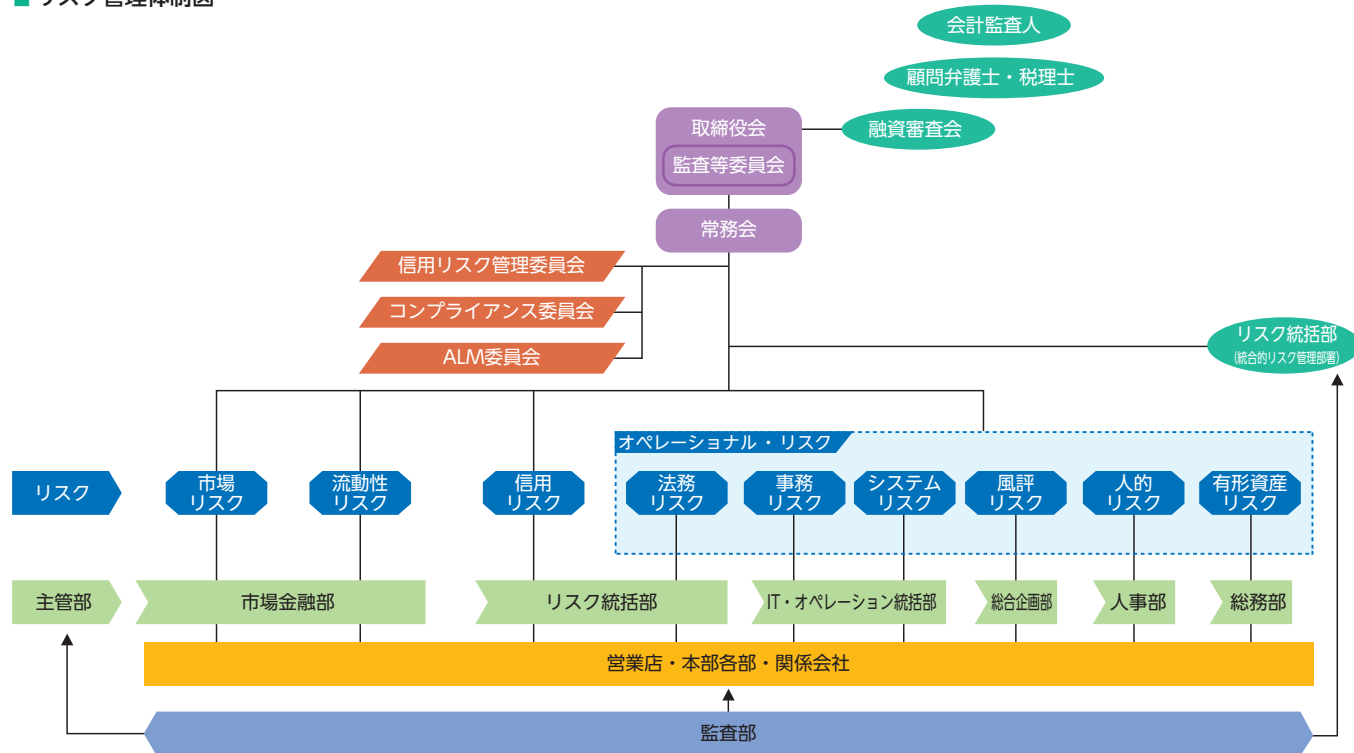 ■ リスク管理体制図
会計監査人
顧問弁護士・税理士
取締役会
融資審査会
監査等委員会
常務会
信用リスク管理委員会
コンプライアンス委員会
ALM委員会
リスク統括部
(統合的リスク管理部署)
オペレーショナル・リスク
リスク
市場
リスク
流動性
リスク
信用
リスク
法務
リスク
事務
リスク
システム
リスク
風評
リスク
人的
リスク
有形資産
リスク
主管部
市場金融部
リスク統括部
IT・オペレーション統括部
総合企画部
人事部
総務部
営業店・本部各部・関係会社
監査部